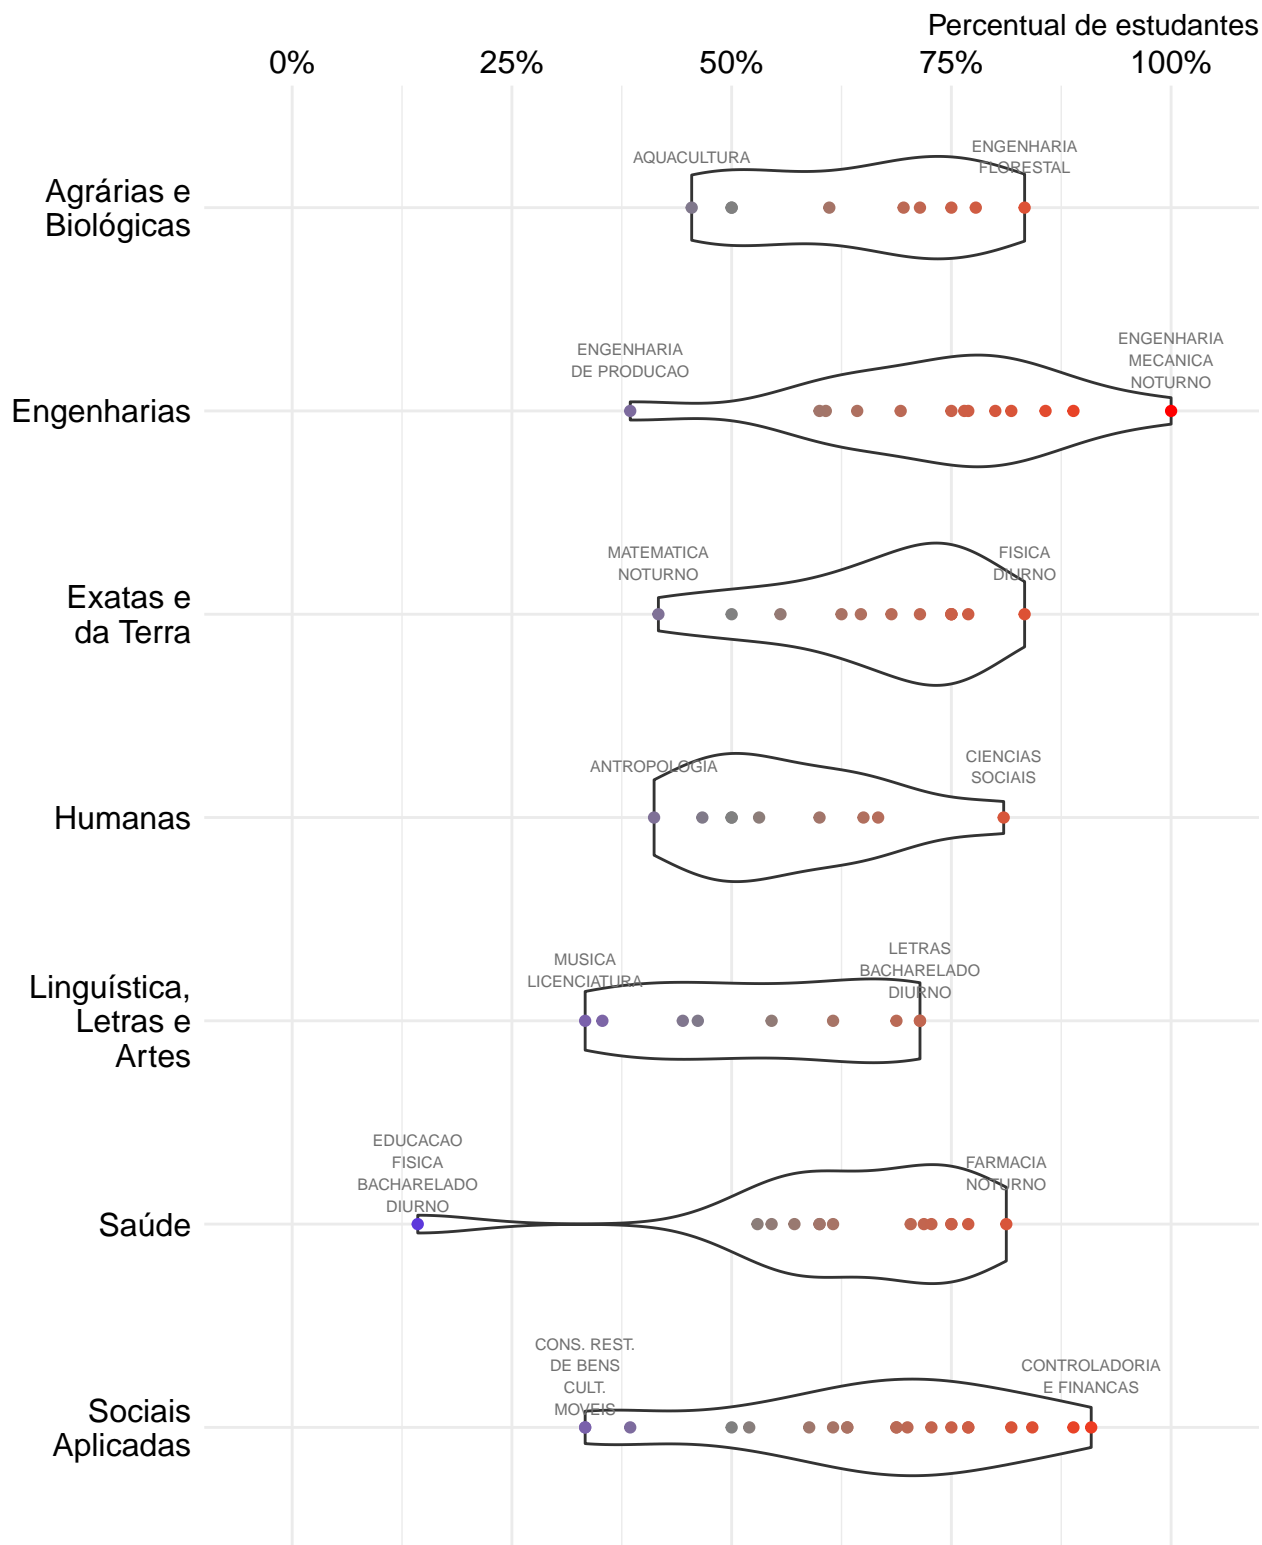 Percentual de estudantes
0% 25% 50% 75% 100%
AQUACULTURA
ENGENHARIA
FLORESTAL
Agrárias e
Biológicas
ENGENHARIA
DE PRODUCAO
ENGENHARIA
MECANICA
NOTURNO
Engenharias
MATEMATICA
NOTURNO
FISICA
DIURNO
Exatas e
da Terra
ANTROPOLOGIA
CIENCIAS
SOCIAIS
Humanas
MUSICA
LICENCIATURA
LETRAS
BACHARELADO
DIURNO
Linguística,
Letras e
Artes
EDUCACAO
FISICA
BACHARELADO
DIURNO
FARMACIA
NOTURNO
Saúde
CONS. REST.
DE BENS
CULT.
MOVEIS
CONTROLADORIA
E FINANCAS
Sociais
Aplicadas